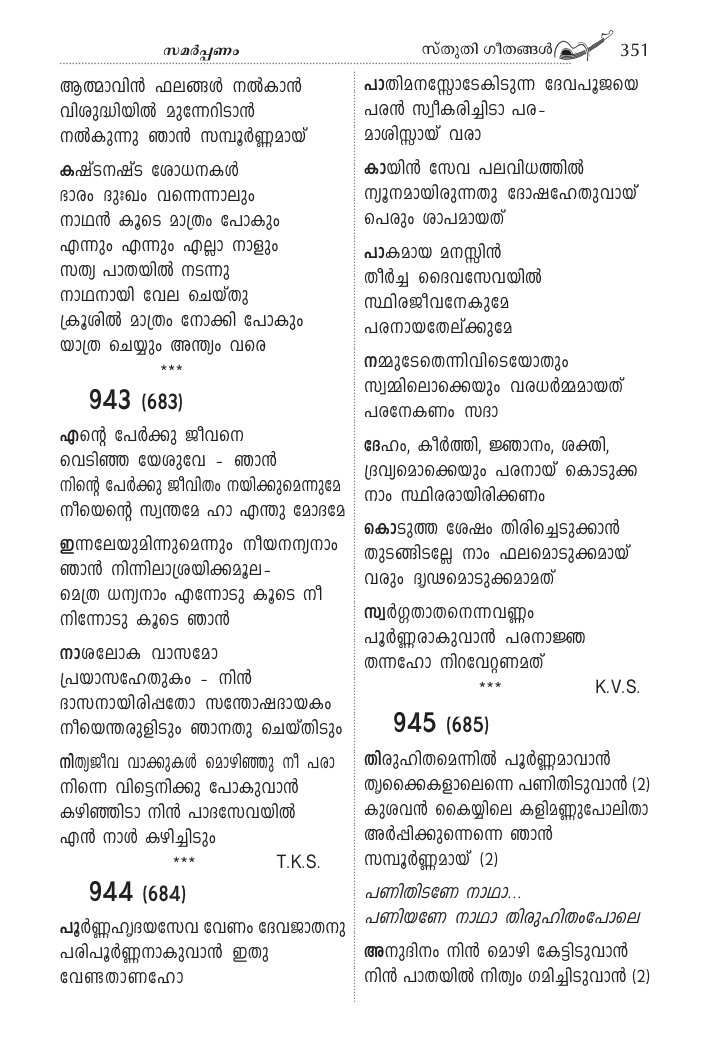 സമർപ്പണം
സ്തുതി ഗീതങ്ങൾ 351
ആത്മാവിൻ ഫലങ്ങൾ നൽകാൻ
വിശുദ്ധിയിൽ മുന്നേറിടാൻ
നൽകുന്നു ഞാൻ സമ്പൂർണ്ണമായ്
കഷ്ടനഷ്ട ശോധനകൾ
ഭാരം ദുഃഖം വന്നെന്നാലും
നാഥൻ കൂടെ മാത്രം പോകും
എന്നും എന്നും എല്ലാ നാളും
സത്യ പാതയിൽ നടന്നു
നാഥനായി വേല ചെയ്തു
ക്രൂശിൽ മാത്രം നോക്കി പോകും
യാത്ര ചെയ്യും അന്ത്യം വരെ
***
943 (683)
എന്റെ പേർക്കു ജീവനെ
വെടിഞ്ഞ യേശുവേ - ഞാൻ
നിന്റെ പേർക്കു ജീവിതം നയിക്കുമെന്നുമേ
നീയെന്റെ സ്വന്തമേ ഹാ എന്തു മോദമേ
ഇന്നലേയുമിന്നുമെന്നും നീയനന്യനാം
ഞാൻ നിന്നിലാശ്രയിക്കമൂല-
മെത്ര ധന്യനാം എന്നോടു കൂടെ നീ
നിന്നോടു കൂടെ ഞാൻ
നാശലോക വാസമോ
പ്രയാസഹേതുകം - നിൻ
ദാസനായിരിപ്പതോ സന്തോഷദായകം
നീയെന്തരുളിടും ഞാനതു ചെയ്തിടും
നിത്യജീവ വാക്കുകൾ മൊഴിഞ്ഞു നീ പരാ
നിന്നെ വിട്ടെനിക്കു പോകുവാൻ
കഴിഞ്ഞിടാ നിൻ പാദസേവയിൽ
എൻ നാൾ കഴിച്ചിടും
*** T.K.S.
944 (684)
പൂർണ്ണഹൃദയസേവ വേണം ദേവജാതനു
പരിപൂർണ്ണനാകുവാൻ ഇതു
വേണ്ടതാണഹോ
പാതിമനസ്സോടേകിടുന്ന ദേവപൂജയെ
പരൻ സ്വീകരിച്ചിടാ പര-
മാശിസ്സായ് വരാ
കായിൻ സേവ പലവിധത്തിൽ
ന്യൂനമായിരുന്നതു ദോഷഹേതുവായ്
പെരും ശാപമായത്
പാകമായ മനസ്സിൻ
തീർച്ച ദൈവസേവയിൽ
സ്ഥിരജീവനേകുമേ
പരനായതേല്ക്കുമേ
നമ്മുടേതെന്നിവിടെയോതും
സ്വമ്മിലൊക്കെയും വരധർമ്മമായത്
പരനേകണം സദാ
ദേഹം, കീർത്തി, ജ്ഞാനം, ശക്തി,
ദ്രവ്യമൊക്കെയും പരനായ് കൊടുക്ക
നാം സ്ഥിരരായിരിക്കണം
കൊടുത്ത ശേഷം തിരിച്ചെടുക്കാൻ
തുടങ്ങിടല്ലേ നാം ഫലമൊടുക്കമായ്
വരും ദൃഢമൊടുക്കമാമത്
സ്വർഗ്ഗതാതനെന്നവണ്ണം
പൂർണ്ണരാകുവാൻ പരനാജ്ഞ
തന്നഹോ നിറവേറ്റണമത്
*** K.V.S.
945 (685)
തിരുഹിതമെന്നിൽ പൂർണ്ണമാവാൻ
തൃക്കൈകളാലെന്നെ പണിതിടുവാൻ (2)
കുശവൻ കൈയ്യിലെ കളിമണ്ണുപോലിതാ
അർപ്പിക്കുന്നെന്നെ ഞാൻ
സമ്പൂർണ്ണമായ് (2)
പണിതിടണേ നാഥാ...
പണിയണേ നാഥാ തിരുഹിതംപോലെ
അനുദിനം നിൻ മൊഴി കേട്ടിടുവാൻ
നിൻ പാതയിൽ നിത്യം ഗമിച്ചിടുവാൻ (2)